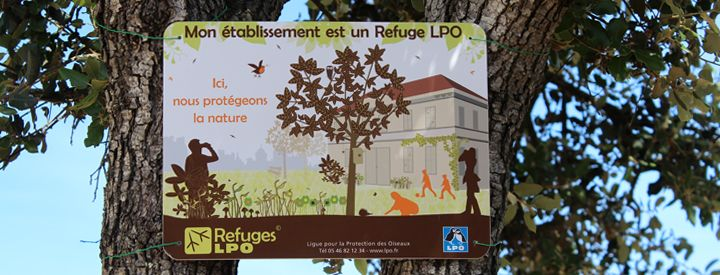 Mon établissement est un Refuge LPO
Ici,
nous protégeons
la nature
Refuges
LPO
Ligue pour la Protection des Oiseaux
Tél 05 46 82 12 34 - www.lpo.fr
LPO